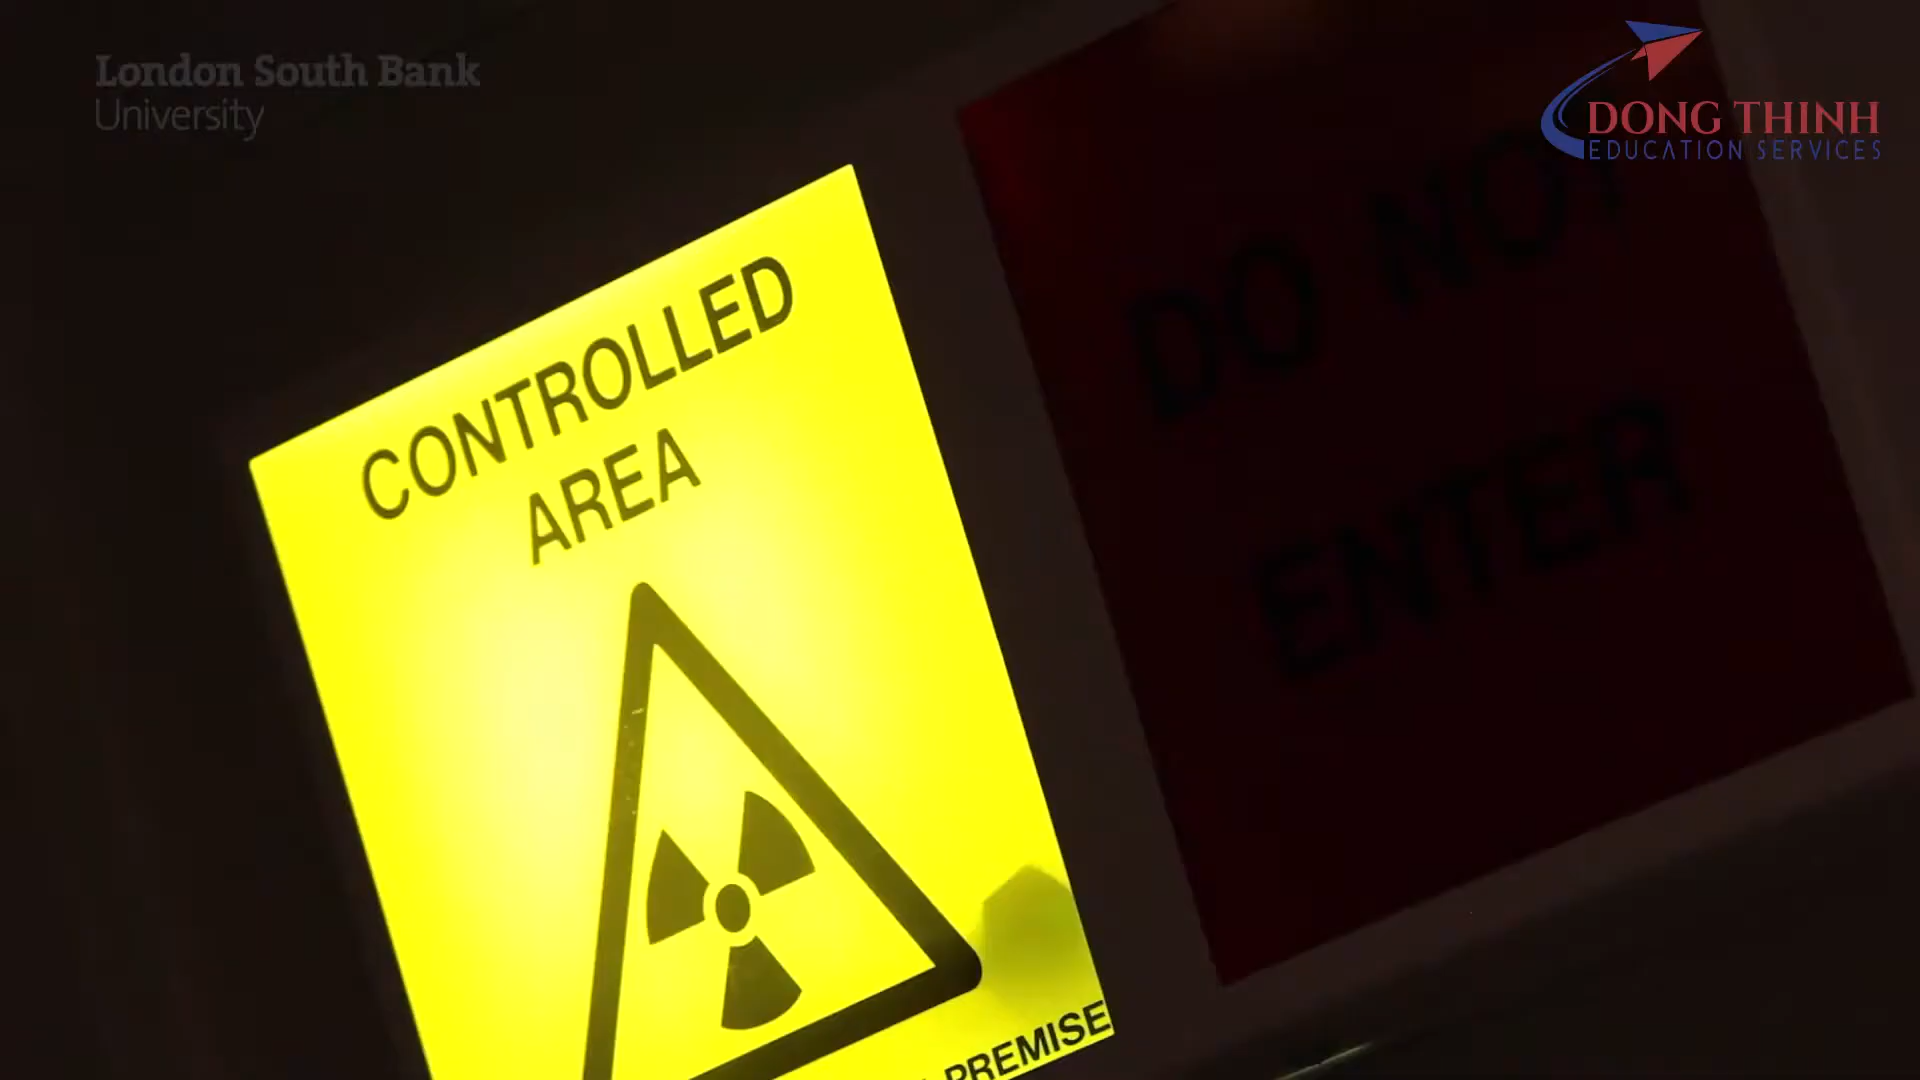 London South Bank
University
DONG THINH
EDUCATION SERVICES
CONTROLLED
AREA
PREMISE
DO NOT
ENTER